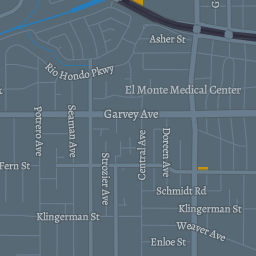 Asher St
Rio Hondo Pkwy
El Monte Medical Center
Garvey Ave
Potrero Ave
Seaman Ave
Strozier Ave
Central Ave
Doreen Ave
Fern St
Schmidt Rd
Klingerman St
Klingerman St
Weaver Ave
Enloe St